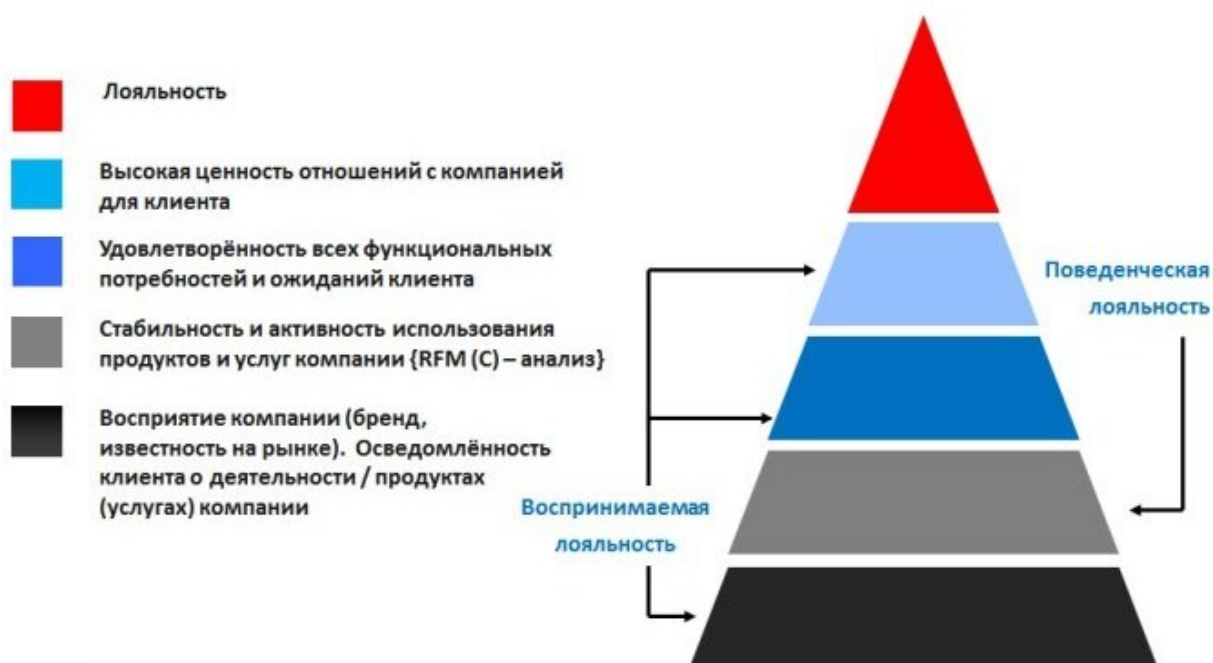 Лояльность
Высокая ценность отношений с компанией
для клиента
Удовлетворённость всех функциональных
потребностей и ожиданий клиента
Стабильность и активность использования
продуктов и услуг компании {RFM (C) – анализ}
Восприятие компании (бренд,
известность на рынке). Осведомлённость
клиента о деятельности / продуктах
(услугах) компании
Воспринимаемая
лояльность
Поведенческая
лояльность